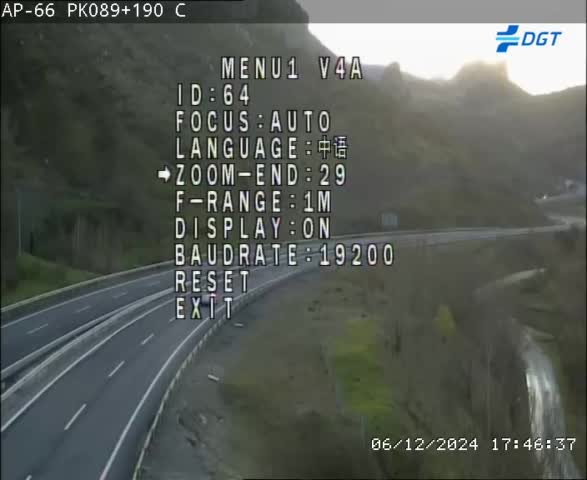 AP-66 PK089+190 C
DGT
MENU1 V4A
ID:64
FOCUS:AUTO
LANGUAGE:中语
ZOOM-END:29
F-RANGE:1M
DISPLAY:ON
BAUDRATE:19200
RESET
EXIT
06/12/2024 17:46:37